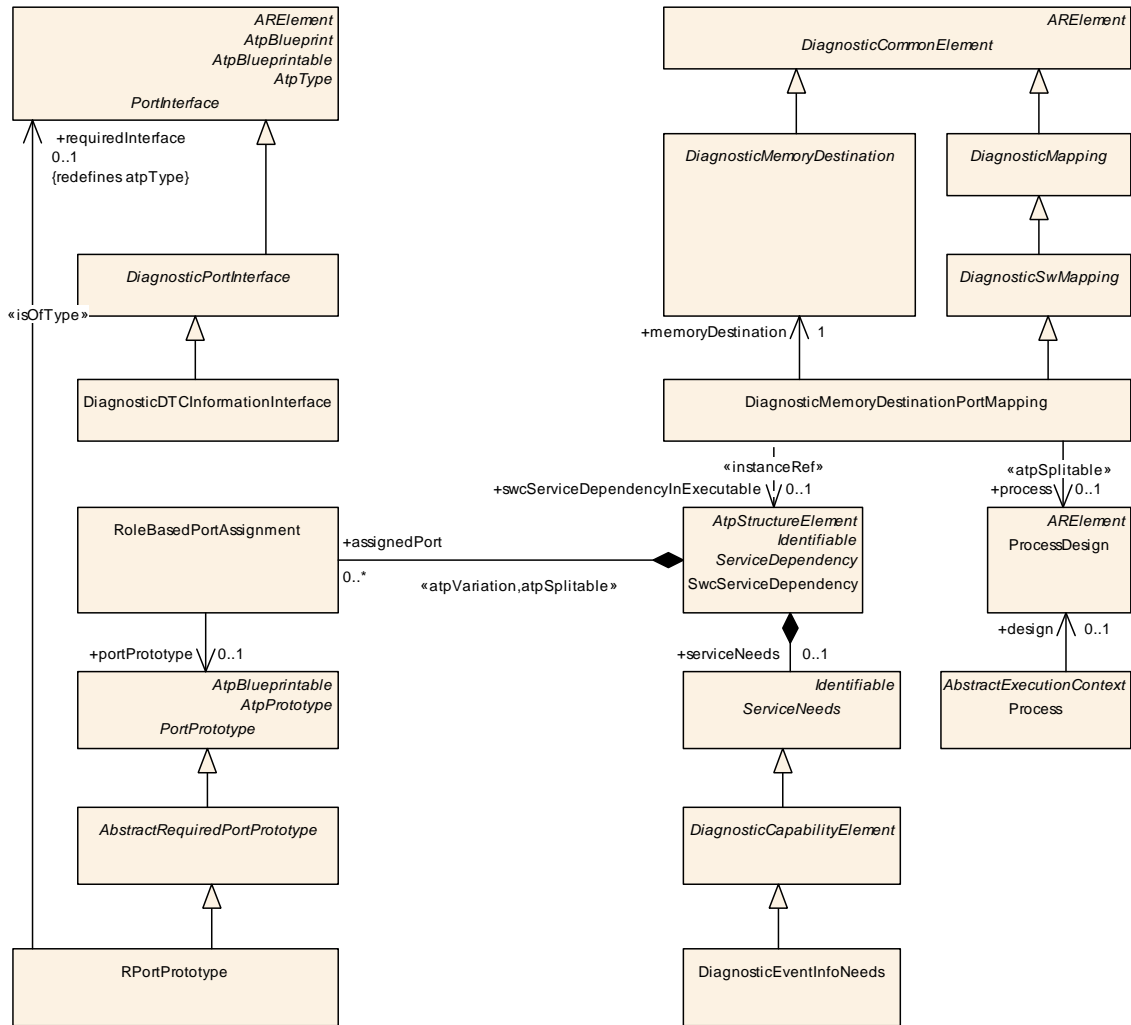 ARElement
AtpBlueprint
AtpBlueprintable
AtpType
PortInterface
ARElement
DiagnosticCommonElement
+requiredInterface
0..1
{redefines atpType}
DiagnosticMemoryDestination
DiagnosticMapping
DiagnosticPortInterface
DiagnosticSwMapping
«isOfType»
+memoryDestination
1
DiagnosticDTCInformationInterface
DiagnosticMemoryDestinationPortMapping
«instanceRef»
+swcServiceDependencyInExecutable
0..1
«atpSplitable»
+process
0..1
RoleBasedPortAssignment
+assignedPort
0..*
«atpVariation,atpSplitable»
AtpStructureElement
Identifiable
ServiceDependency
SwcServiceDependency
ARElement
ProcessDesign
+portPrototype
0..1
+serviceNeeds
0..1
+design
0..1
AtpBlueprintable
AtpPrototype
PortPrototype
Identifiable
ServiceNeeds
AbstractExecutionContext
Process
AbstractRequiredPortPrototype
DiagnosticCapabilityElement
RPortPrototype
DiagnosticEventInfoNeeds